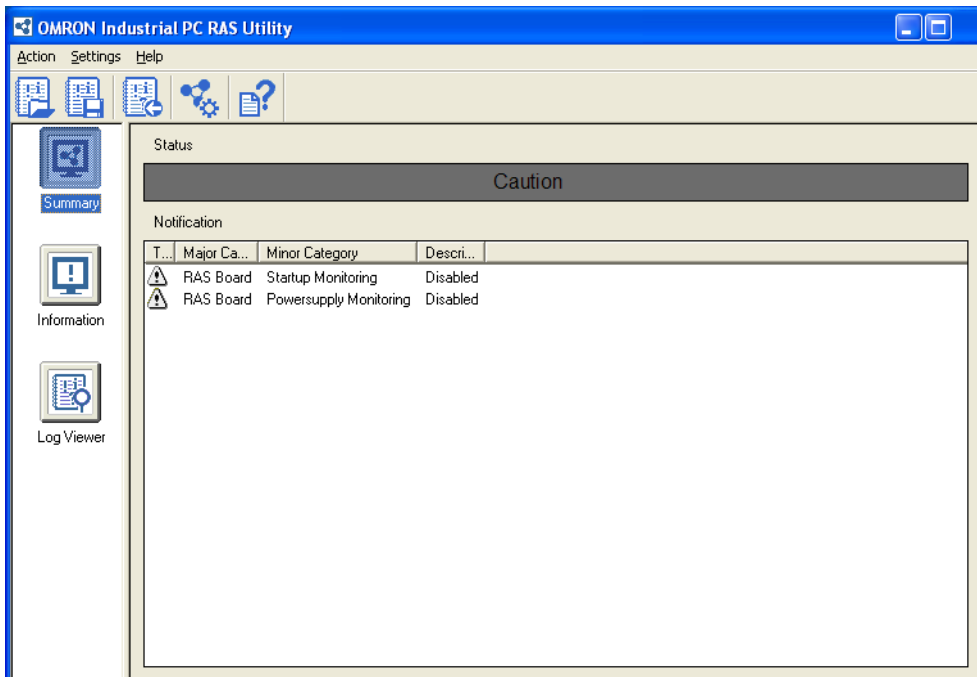 OMRON Industrial PC RAS Utility
Action Settings Help
Status
Caution
Summary
Notification
T... Major Ca... Minor Category Descri...
RAS Board Startup Monitoring Disabled
RAS Board Powersupply Monitoring Disabled
Information
Log Viewer